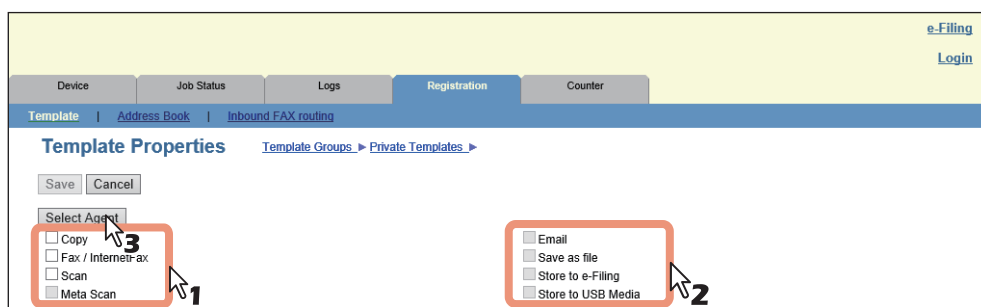 e-Filing
Login
Device Job Status Logs Registration Counter
Template | Address Book | Inbound FAX routing
Template Properties Template Groups ▶ Private Templates ▶
Save Cancel
Select Agent
3
Copy Email
Fax / InternetFax Save as file
Scan Store to e-Filing
Meta Scan 1 Store to USB Media 2